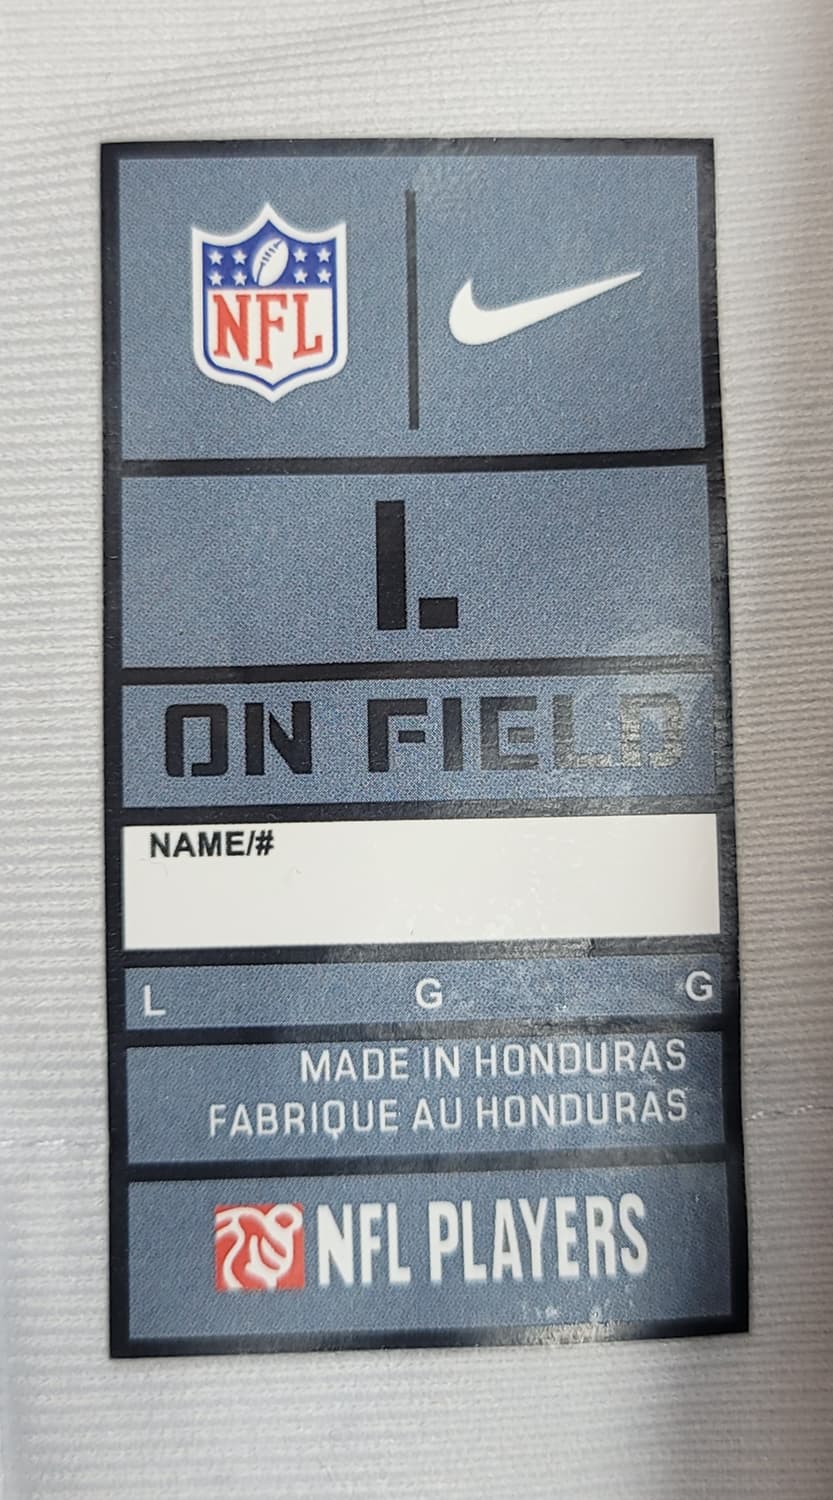 NFL
L
ON FIELD
NAME/#
L G G
MADE IN HONDURAS
FABRIQUE AU HONDURAS
NFL PLAYERS